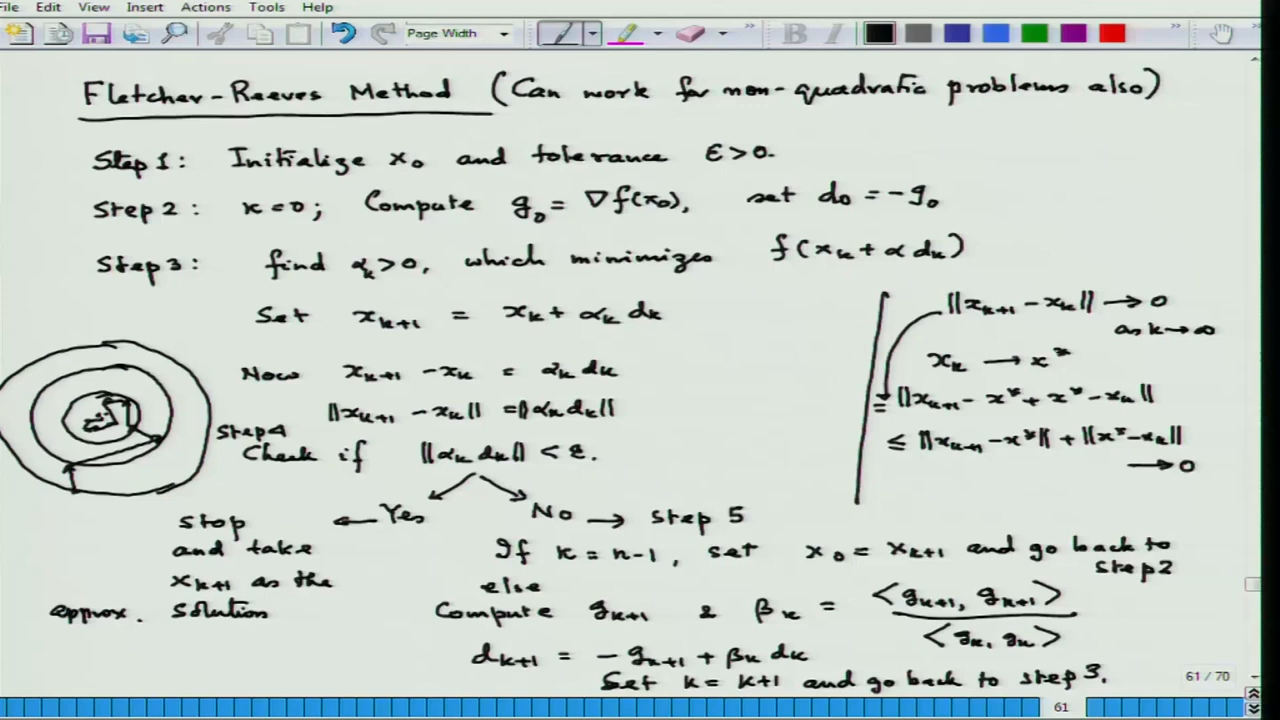 File Edit View Insert Actions Tools Help
Page Width
Fletcher-Reeves Method (Can work for non-quadratic problems also)
Step 1: Initialize x₀ and tolerance ε>0.
Step 2: k=0; Compute g₀ = ∇f(x₀), set d₀ = -g₀
Step 3: find αₖ>0, which minimizes f(xₖ + α dₖ)
Set xₖ₊₁ = xₖ + αₖ dₖ
Now xₖ₊₁ - xₖ = αₖ dₖ
||xₖ₊₁ - xₖ|| = ||αₖ dₖ||
Step 4
Check if ||αₖ dₖ|| < ε.
Yes
stop
and take
xₖ₊₁ as the
approx. solution
No → step 5
If k = n-1, set x₀ = xₖ₊₁ and go back to
step 2
else
Compute gₖ₊₁ & βₖ = <gₖ₊₁, gₖ₊₁> / <gₖ, gₖ>
dₖ₊₁ = -gₖ₊₁ + βₖ dₖ
Set k = k+1 and go back to step 3.
||xₖ₊₁ - xₖ|| → 0
as k→∞
xₖ → x*
= ||xₖ₊₁ - x* + x* - xₖ||
≤ ||xₖ₊₁ - x*|| + ||x* - xₖ||
→ 0
61 / 70
61